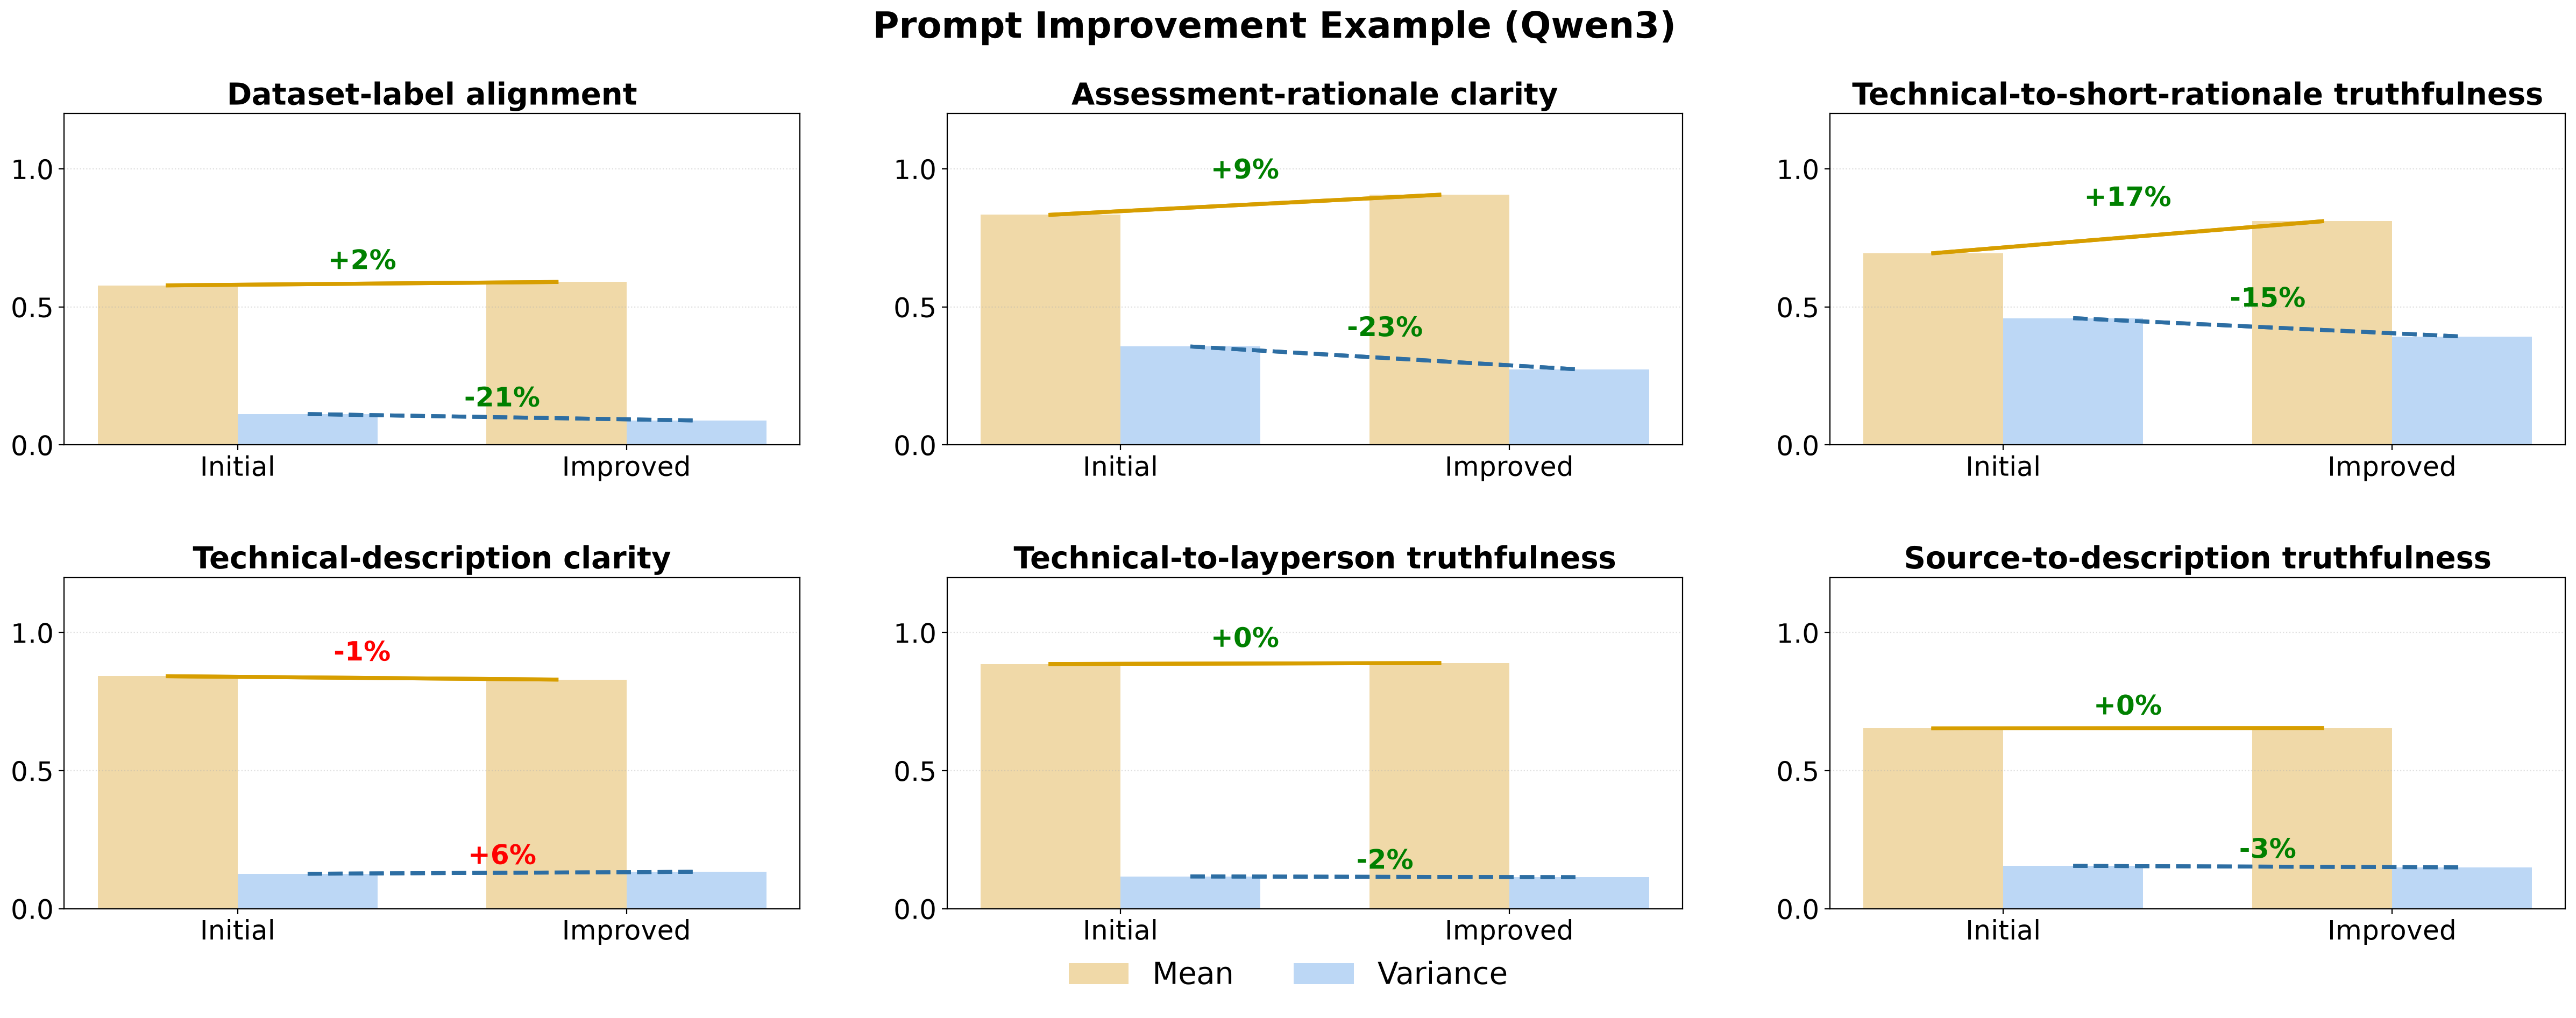 Prompt Improvement Example (Qwen3)
Dataset-label alignment
1.0
0.5
0.0
+2%
-21%
Initial
Improved
Assessment-rationale clarity
1.0
0.5
0.0
+9%
-23%
Initial
Improved
Technical-to-short-rationale truthfulness
1.0
0.5
0.0
+17%
-15%
Initial
Improved
Technical-description clarity
1.0
0.5
0.0
-1%
+6%
Initial
Improved
Technical-to-layperson truthfulness
1.0
0.5
0.0
+0%
-2%
Initial
Improved
Source-to-description truthfulness
1.0
0.5
0.0
+0%
-3%
Initial
Improved
Mean
Variance